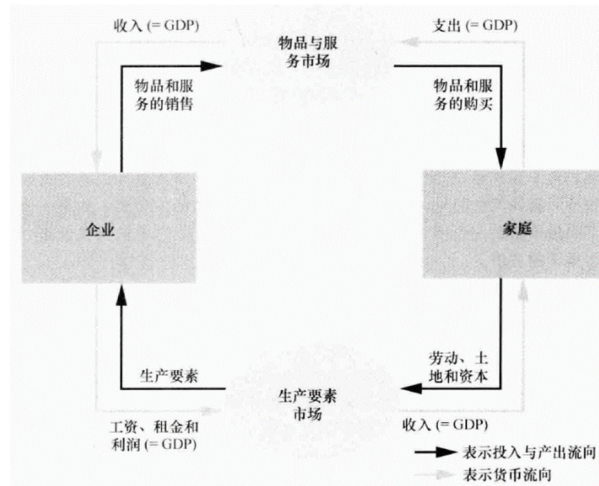 收入 (= GDP)
物品与服
务市场
支出 (= GDP)
物品和服
务的销售
物品和服
务的购买
企业
家庭
生产要素
生产要素
市场
劳动、土
地和资本
工资、租金和
利润 (= GDP)
收入 (= GDP)
表示投入与产出流向
表示货币流向